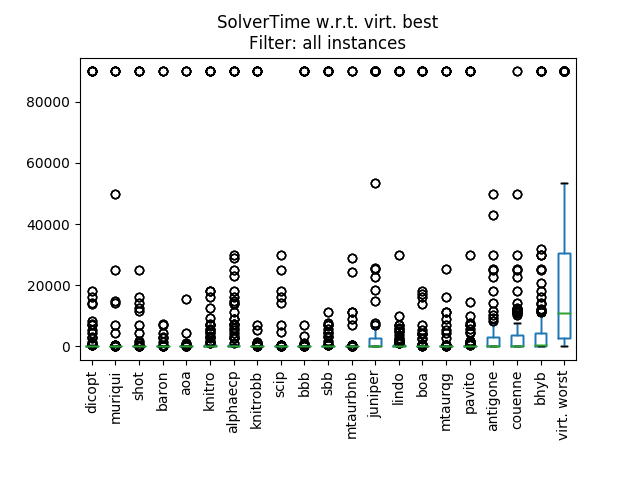 SolverTime w.r.t. virt. best
Filter: all instances
80000
60000
40000
20000
0
dicopt
muriqui
shot
baron
aoa
knitro
alphaecp
knitrobb
scip
bbb
sbb
mtaurbnb
juniper
lindo
boa
mtaurqg
pavito
antigone
couenne
bhyb
virt. worst